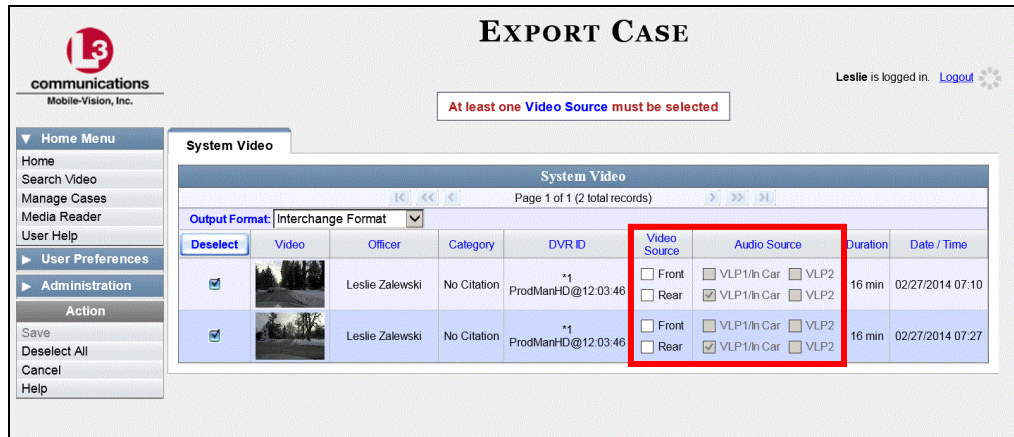 EXPORT CASE
L3
communications
Mobile-Vision, Inc.
Leslie is logged in. Logout
At least one Video Source must be selected
Home Menu
Home
Search Video
Manage Cases
Media Reader
User Help
User Preferences
Administration
Action
Save
Deselect All
Cancel
Help
System Video
System Video
Page 1 of 1 (2 total records)
Output Format: Interchange Format
Deselect Video Officer Category DVR ID Video Source Audio Source Duration Date / Time
Leslie Zalewski No Citation *1 ProdManHD@12:03:46 Front VLP1/In Car VLP2 16 min 02/27/2014 07:10
Rear VLP1/In Car VLP2
Leslie Zalewski No Citation *1 ProdManHD@12:03:46 Front VLP1/In Car VLP2 16 min 02/27/2014 07:27
Rear VLP1/In Car VLP2